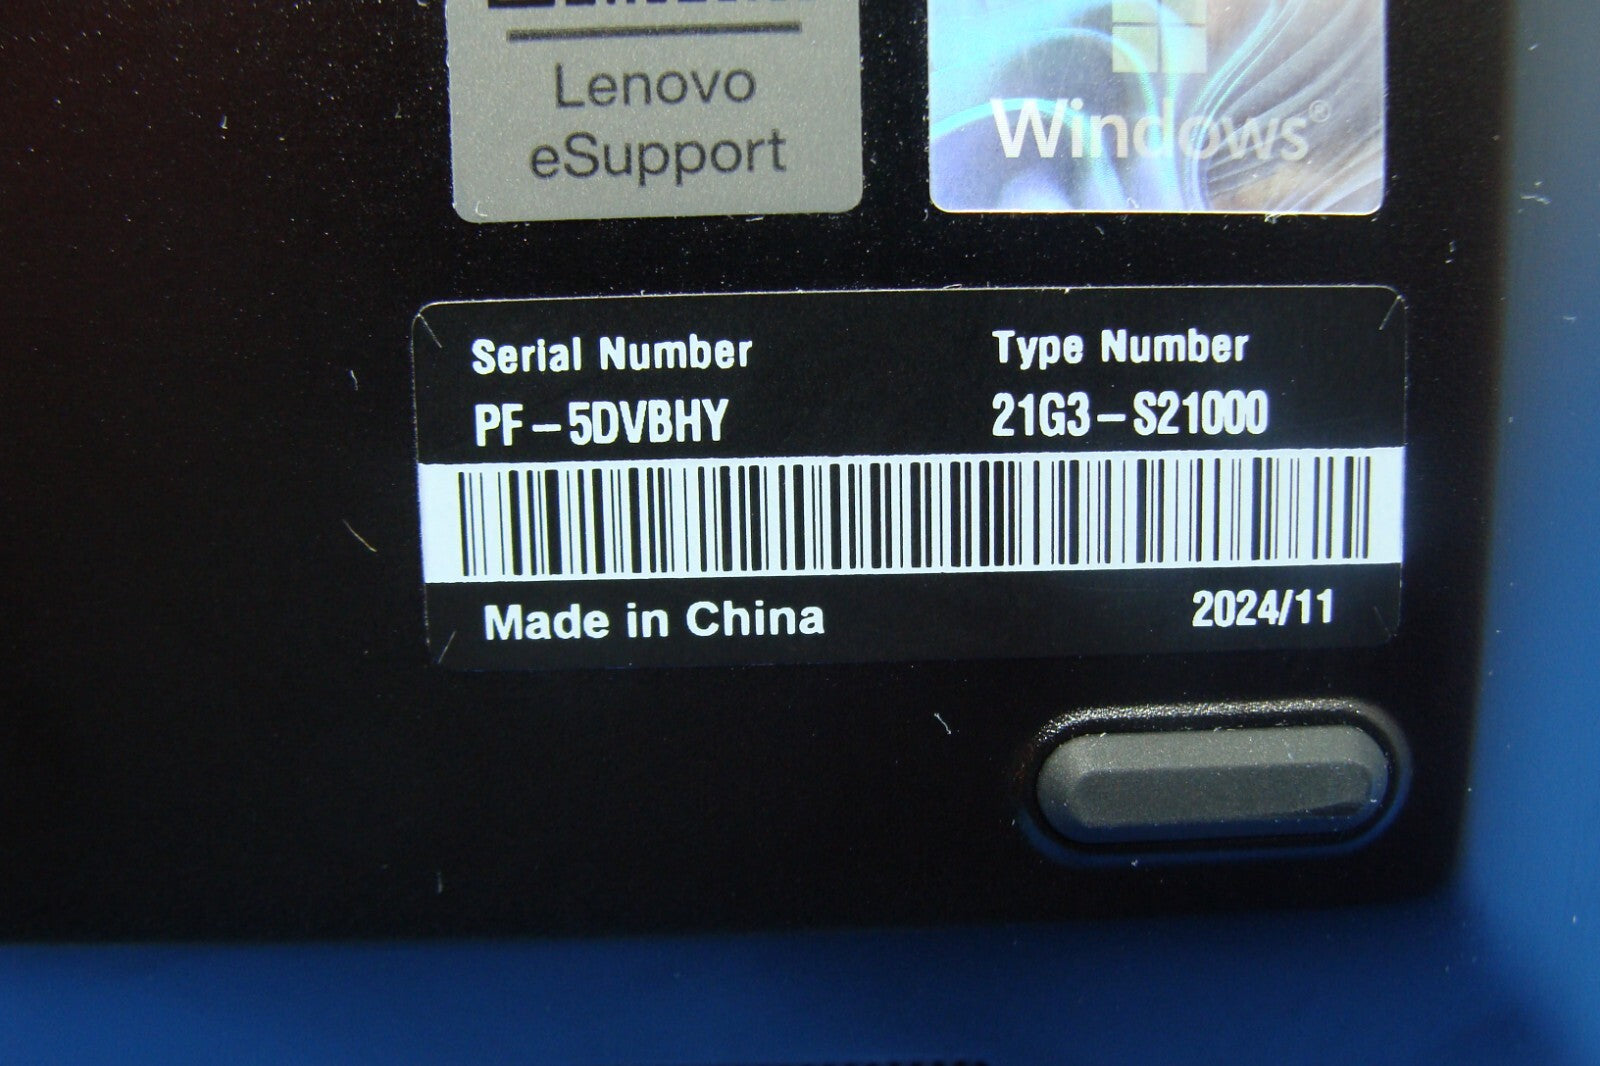 Lenovo
eSupport
Windows®
Serial Number
Type Number
PF-5DVBHY
21G3-S21000
Made in China
2024/11